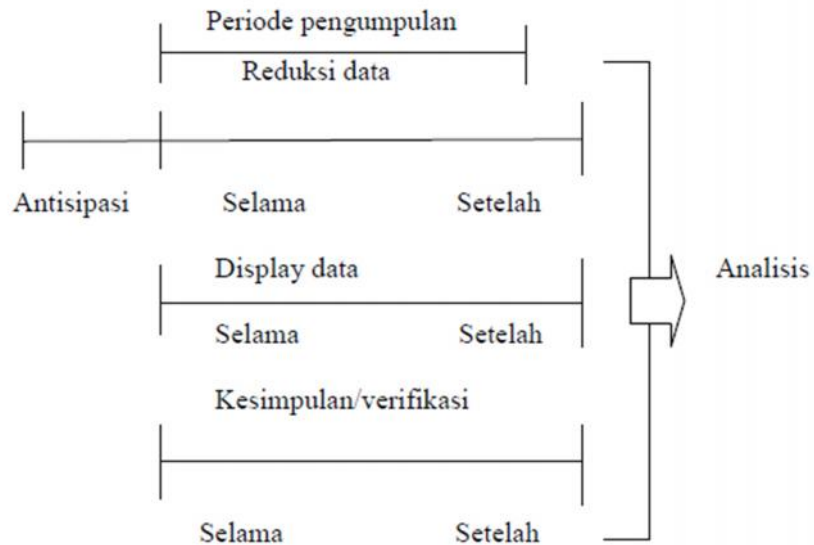 Periode pengumpulan
Reduksi data
Antisipasi Selama Setelah
Display data
Analisis
Selama Setelah
Kesimpulan/verifikasi
Selama Setelah